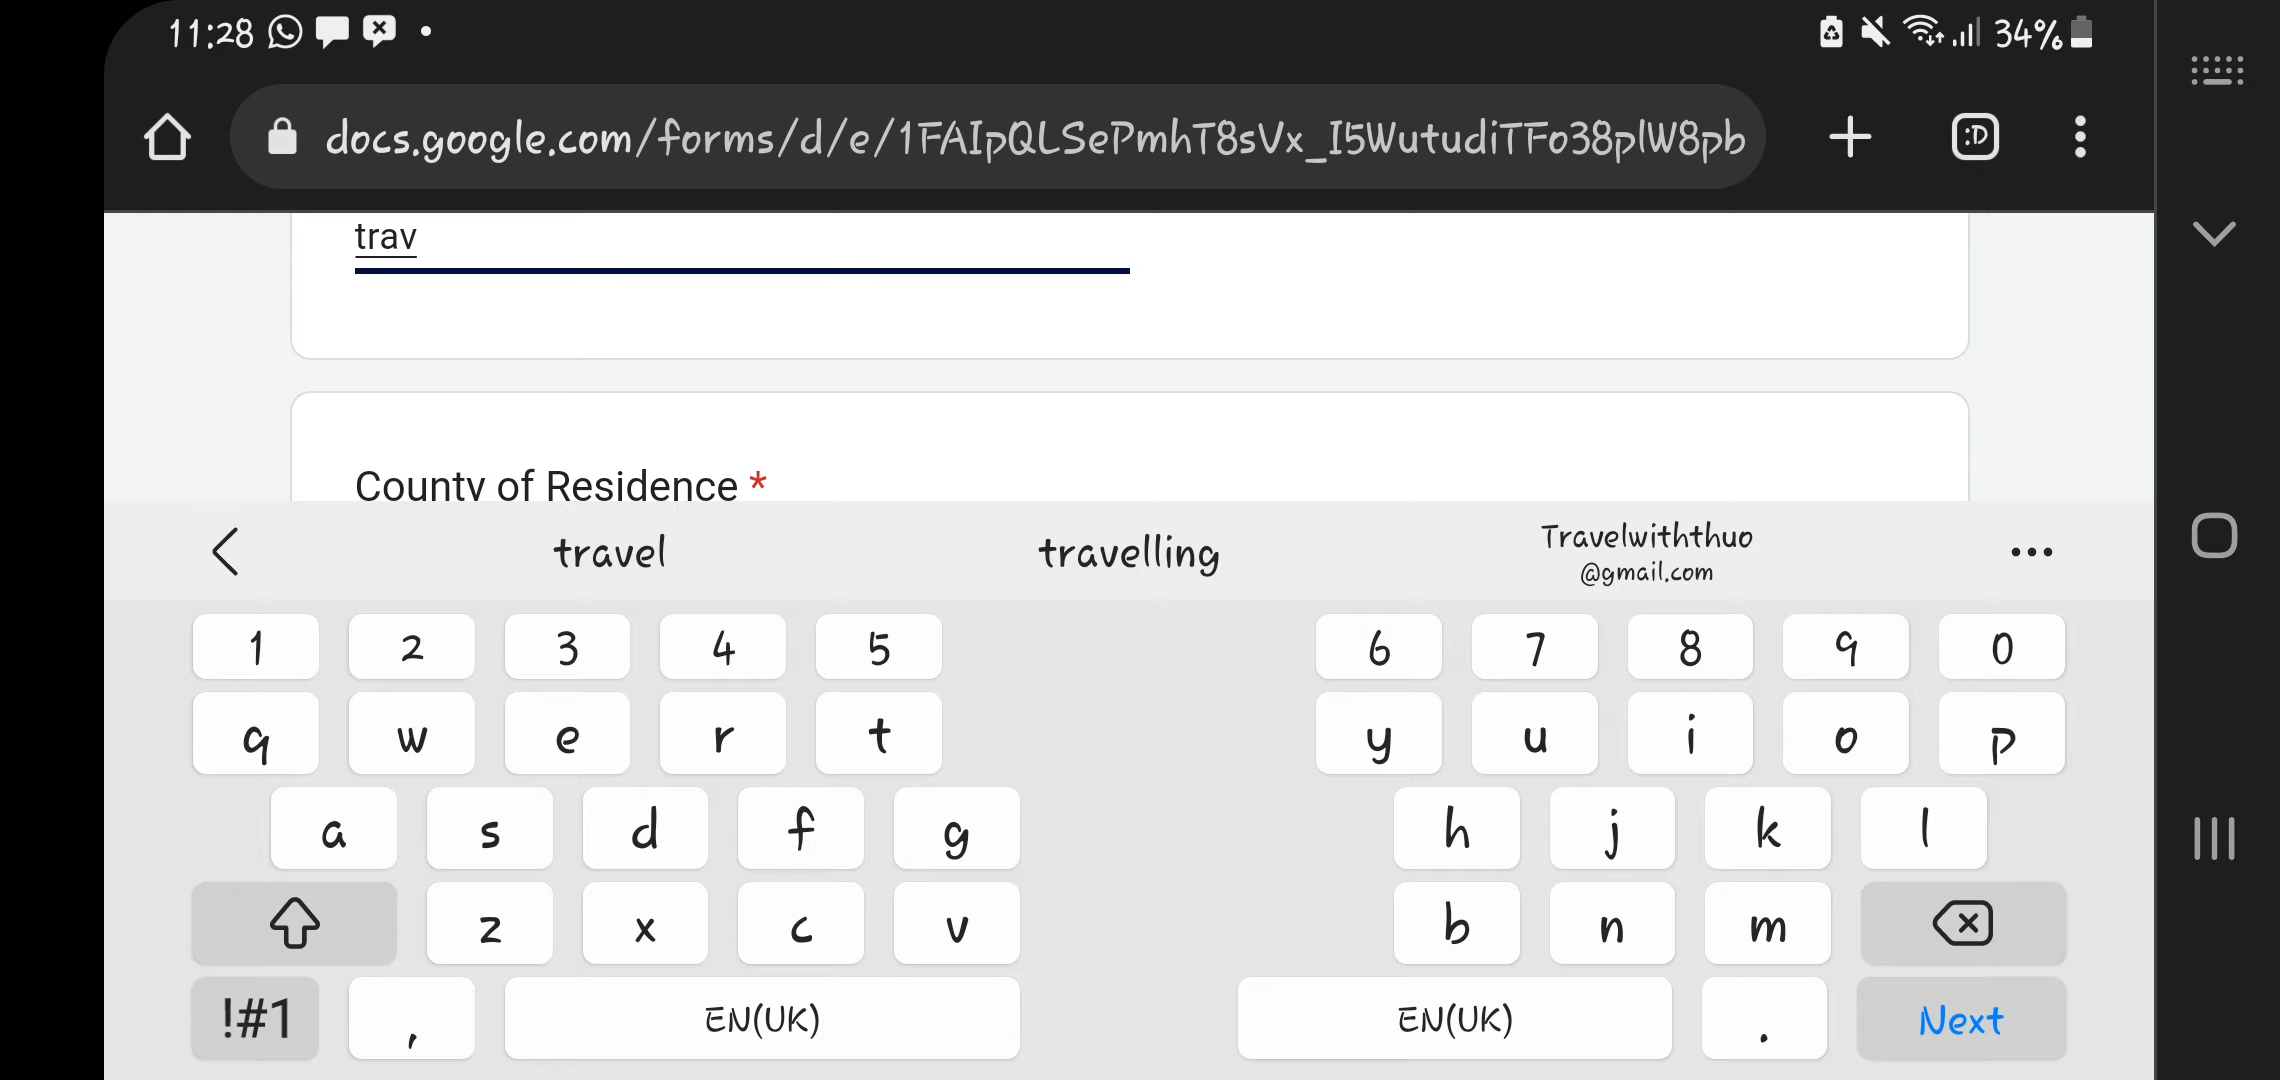 11:28
34%
docs.google.com/forms/d/e/1FAIpQLSePmhT8sVx_I5WutudiTFo38plW8pb
:D
trav
County of Residence *
travel travelling Travelwiththuo
@gmail.com
1 2 3 4 5 6 7 8 9 0
q w e r t y u i o p
a s d f g h j k l
z x c v b n m
!#1 , EN(UK) EN(UK) . Next